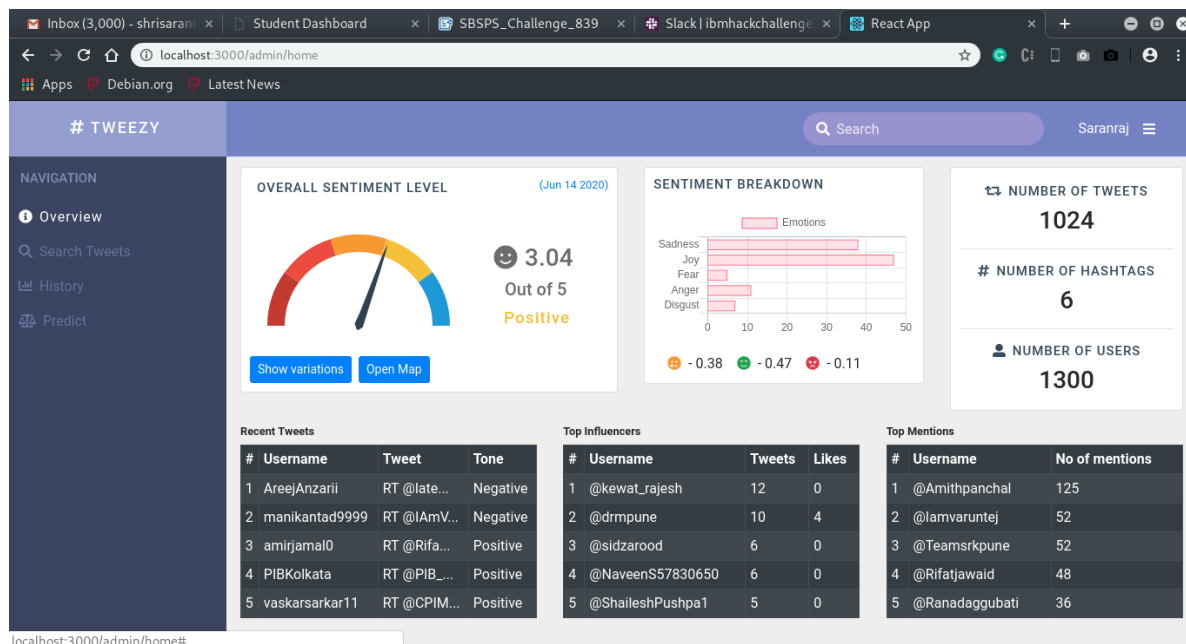 Inbox (3,000) - shrisarann
Student Dashboard
SBSPS_Challenge_839
Slack | ibmhackchallenge
React App
localhost:3000/admin/home
Apps
Debian.org
Latest News
# TWEEZY
Search
Saranraj
NAVIGATION
Overview
Search Tweets
History
Predict
OVERALL SENTIMENT LEVEL
(Jun 14 2020)
3.04
Out of 5
Positive
Show variations
Open Map
SENTIMENT BREAKDOWN
Emotions
Sadness
Joy
Fear
Anger
Disgust
0 10 20 30 40 50
- 0.38 - 0.47 - 0.11
NUMBER OF TWEETS
1024
# NUMBER OF HASHTAGS
6
NUMBER OF USERS
1300
Recent Tweets
# Username Tweet Tone
1 AreejAnzarii RT @late... Negative
2 manikantad9999 RT @IAmV... Negative
3 amirjamal0 RT @Rifa... Positive
4 PIBKolkata RT @PIB_... Positive
5 vaskarsarkar11 RT @CPIM... Positive
Top Influencers
# Username Tweets Likes
1 @kewat_rajesh 12 0
2 @drmpune 10 4
3 @sidzarood 6 0
4 @NaveenS57830650 6 0
5 @ShaileshPushpa1 5 0
Top Mentions
# Username No of mentions
1 @Amithpanchal 125
2 @Iamvaruntej 52
3 @Teamsrkpune 52
4 @Rifatjawaid 48
5 @Ranadaggubati 36
localhost:3000/admin/home#